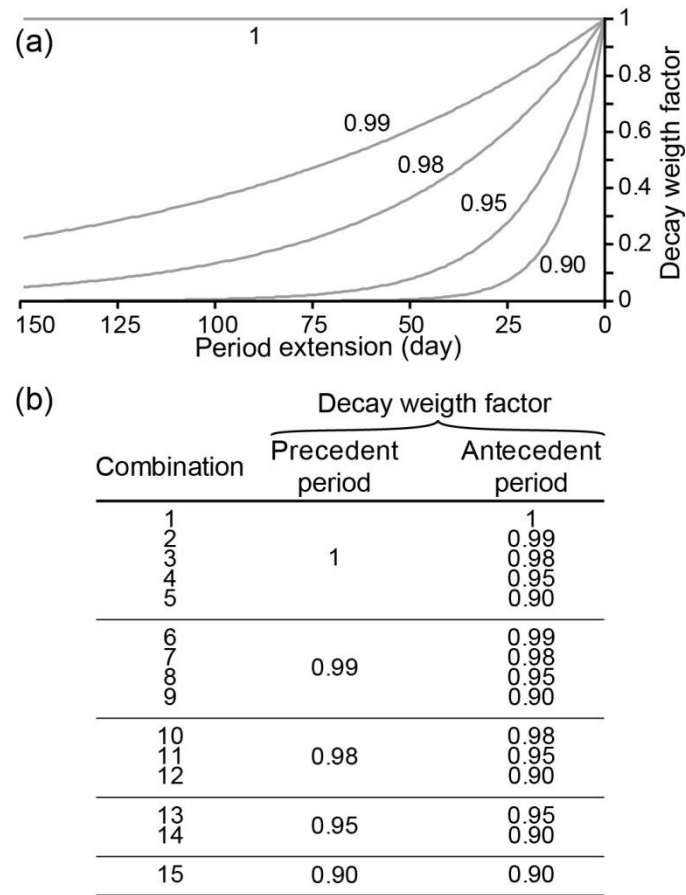 (a)
1
0.99
0.98
0.95
0.90
1
0.8
0.6
0.4
0.2
0
Decay weigth factor
150 125 100 75 50 25 0
Period extension (day)
(b)
Decay weigth factor
Combination Precedent period Antecedent period
1 1
2 0.99
3 1 0.98
4 0.95
5 0.90
6 0.99
7 0.99 0.98
8 0.95
9 0.90
10 0.98
11 0.98 0.95
12 0.90
13 0.95 0.95
14 0.90
15 0.90 0.90